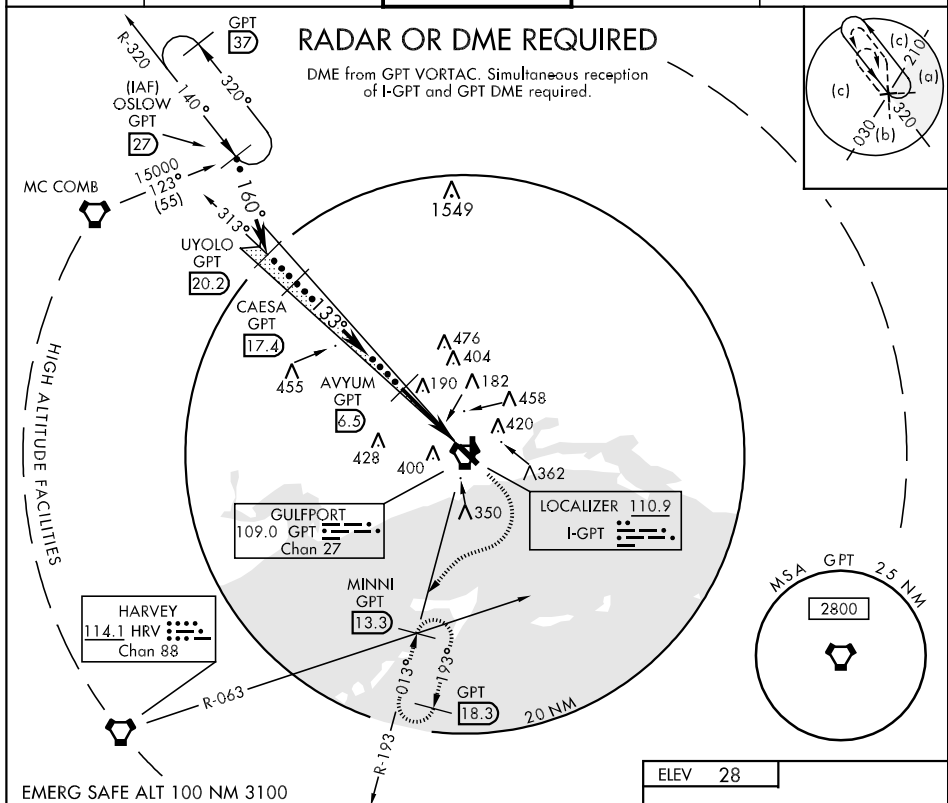 RADAR OR DME REQUIRED
DME from GPT VORTAC. Simultaneous reception
of I-GPT and GPT DME required.
GPT
37
R-320
320°
140°
(IAF)
OSLOW
GPT
27
(c)
210
(a)
(c)
320
(b)
030
MC COMB
15000
123°
(55)
160°
313°
1549
UYOLO
GPT
20.2
CAESA
GPT
17.4
133°
476
404
455
AVYUM
GPT
6.5
190
182
458
420
428
400
362
350
HIGH ALTITUDE FACILITIES
GULFPORT
109.0 GPT
Chan 27
LOCALIZER 110.9
I-GPT
MINNI
GPT
13.3
HARVEY
114.1 HRV
Chan 88
R-063
013°
193°
GPT
18.3
R-193
20 NM
MSA GPT 25 NM
2800
EMERG SAFE ALT 100 NM 3100
ELEV 28